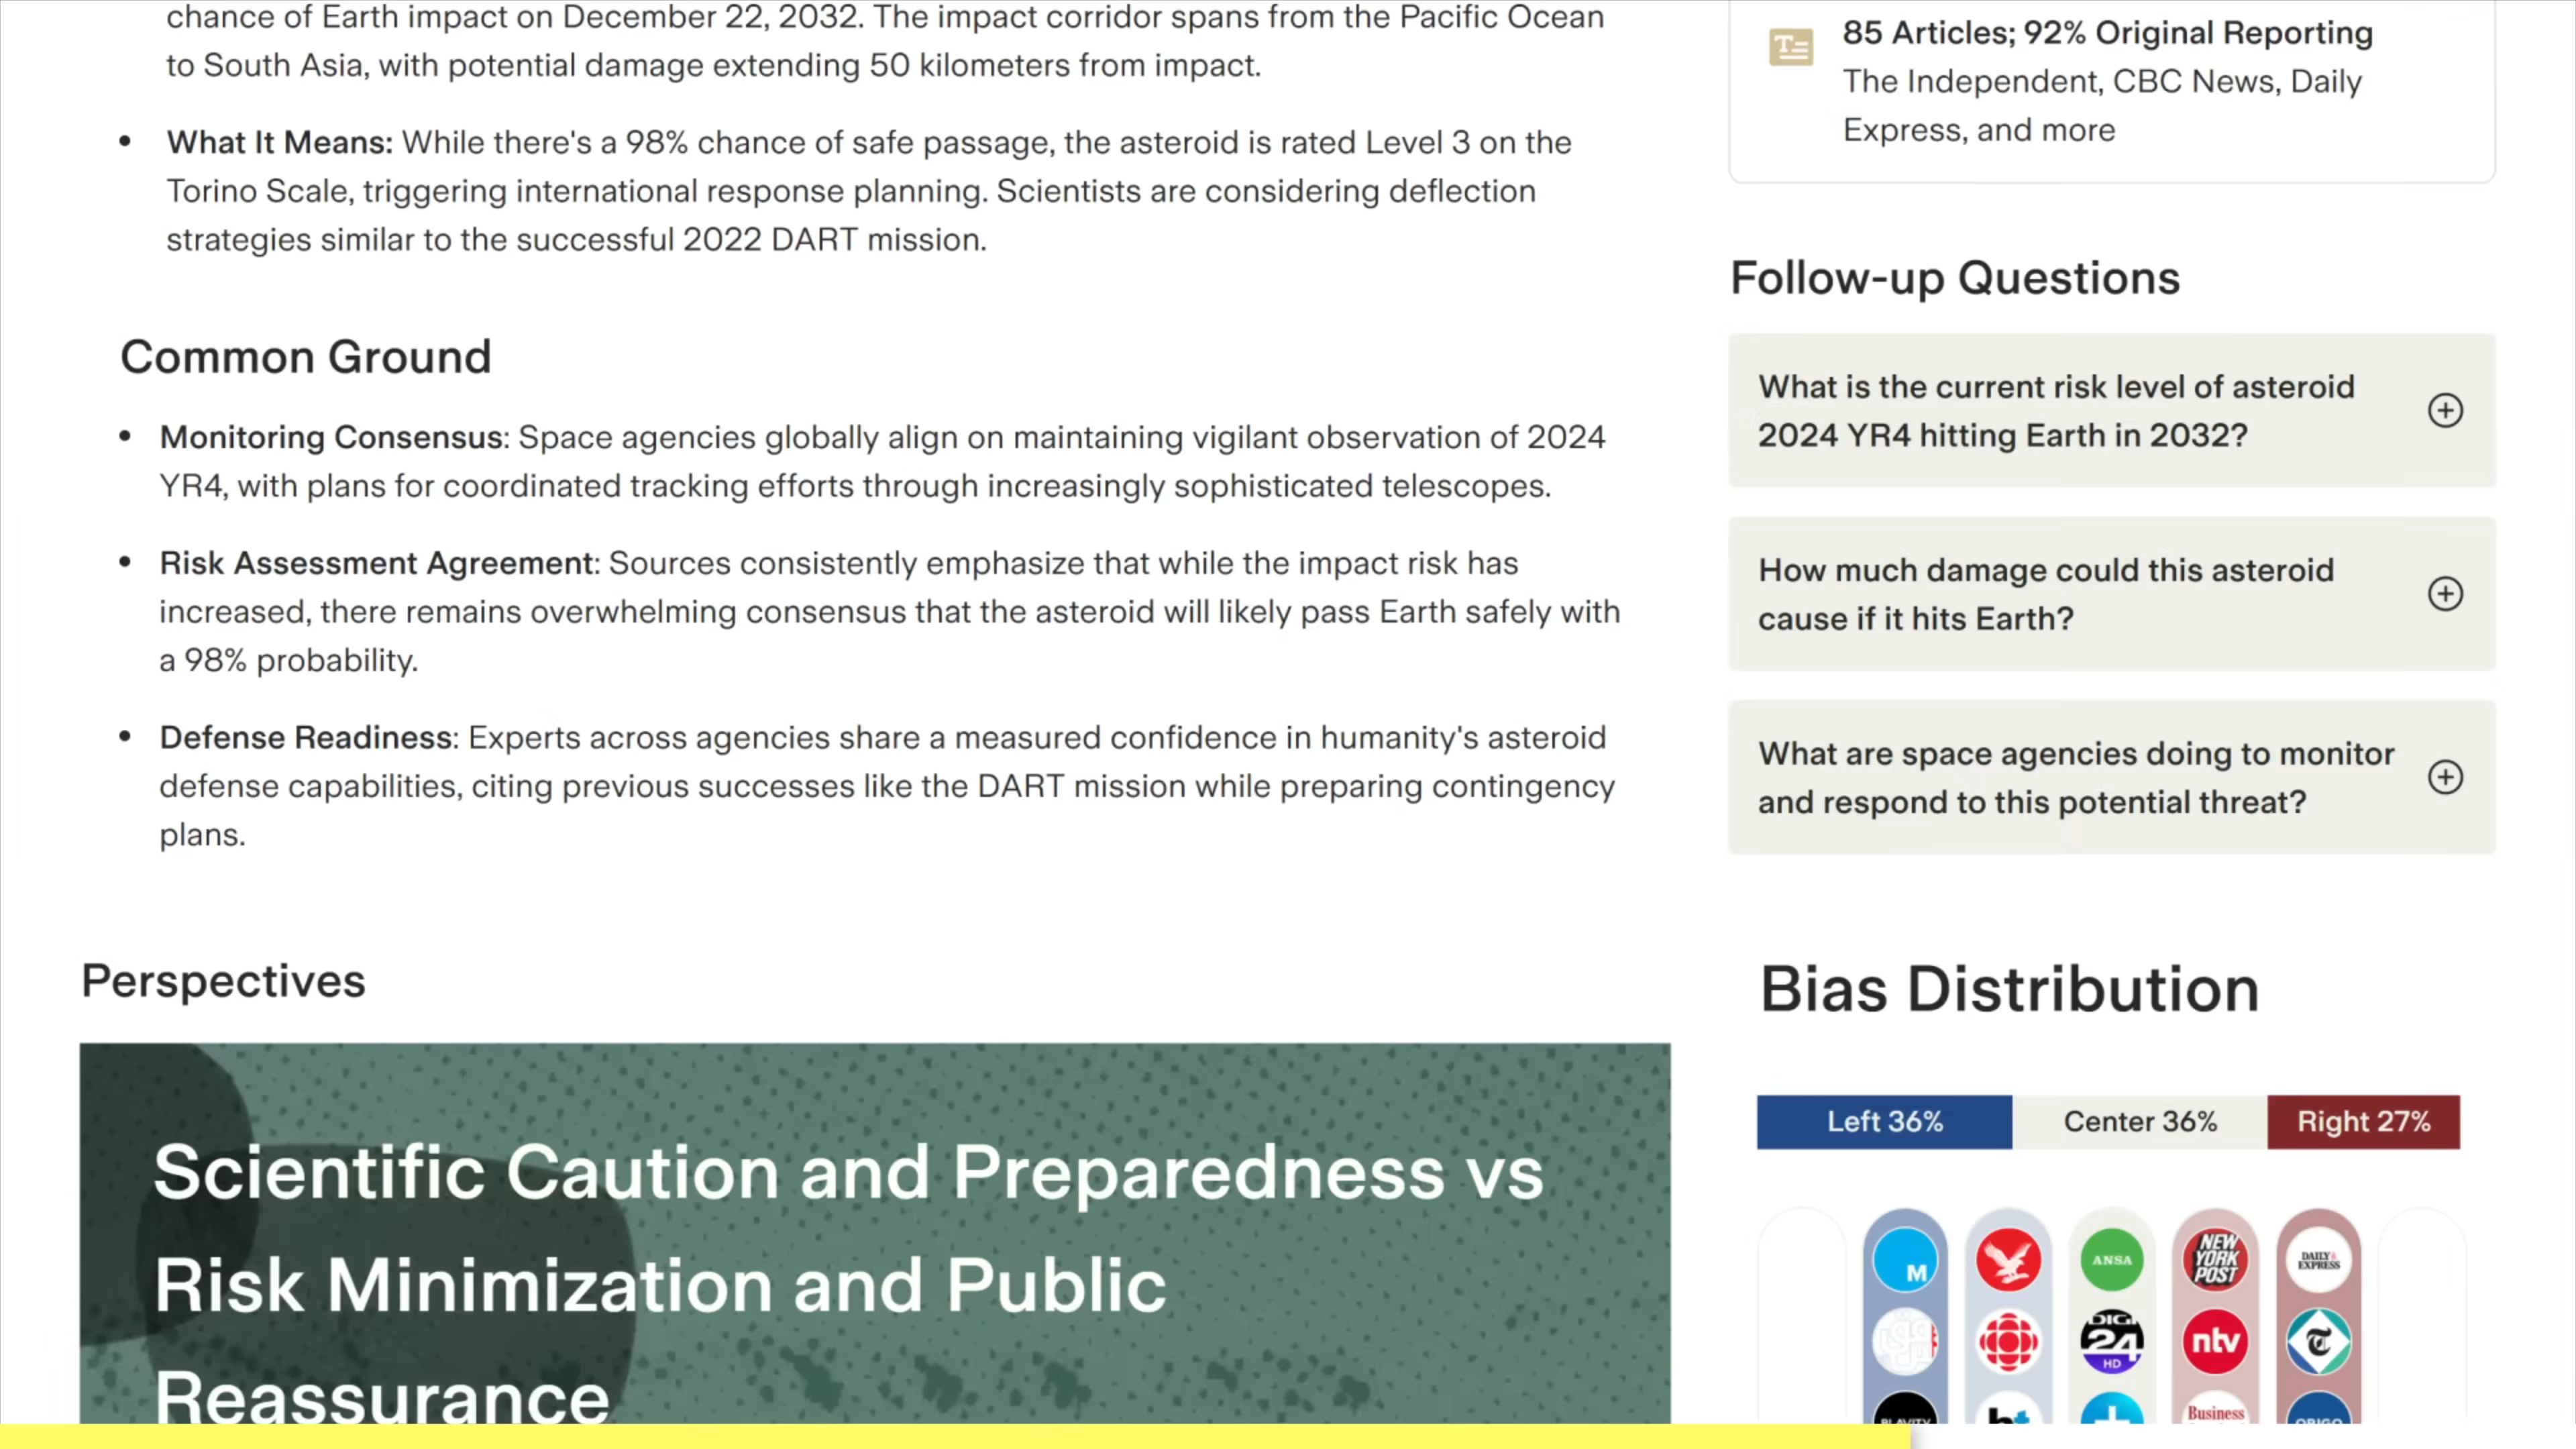 chance of Earth impact on December 22, 2032. The impact corridor spans from the Pacific Ocean
to South Asia, with potential damage extending 50 kilometers from impact.
• What It Means: While there's a 98% chance of safe passage, the asteroid is rated Level 3 on the
Torino Scale, triggering international response planning. Scientists are considering deflection
strategies similar to the successful 2022 DART mission.
Common Ground
• Monitoring Consensus: Space agencies globally align on maintaining vigilant observation of 2024
YR4, with plans for coordinated tracking efforts through increasingly sophisticated telescopes.
• Risk Assessment Agreement: Sources consistently emphasize that while the impact risk has
increased, there remains overwhelming consensus that the asteroid will likely pass Earth safely with
a 98% probability.
• Defense Readiness: Experts across agencies share a measured confidence in humanity's asteroid
defense capabilities, citing previous successes like the DART mission while preparing contingency
plans.
Perspectives
Scientific Caution and Preparedness vs
Risk Minimization and Public
Reassurance
85 Articles; 92% Original Reporting
The Independent, CBC News, Daily
Express, and more
Follow-up Questions
What is the current risk level of asteroid
2024 YR4 hitting Earth in 2032?
How much damage could this asteroid
cause if it hits Earth?
What are space agencies doing to monitor
and respond to this potential threat?
Bias Distribution
Left 36%
Center 36%
Right 27%
M
ANSA
NEW
YORK
POST
DAILY
EXPRESS
DIGI
24
HD
ntv
T
BLAVITY
ht
Business
ORIGO